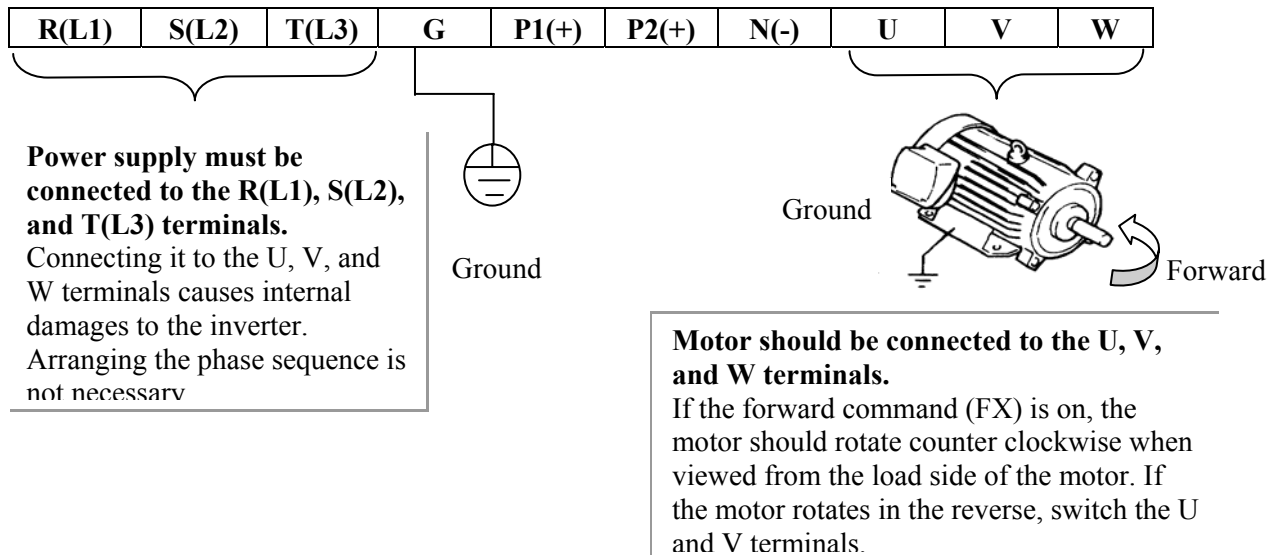 R(L1) S(L2) T(L3) G P1(+) P2(+) N(-) U V W
Power supply must be
connected to the R(L1), S(L2),
and T(L3) terminals.
Connecting it to the U, V, and
W terminals causes internal
damages to the inverter.
Arranging the phase sequence is
not necessary
Ground
Ground
Forward
Motor should be connected to the U, V,
and W terminals.
If the forward command (FX) is on, the
motor should rotate counter clockwise when
viewed from the load side of the motor. If
the motor rotates in the reverse, switch the U
and V terminals.